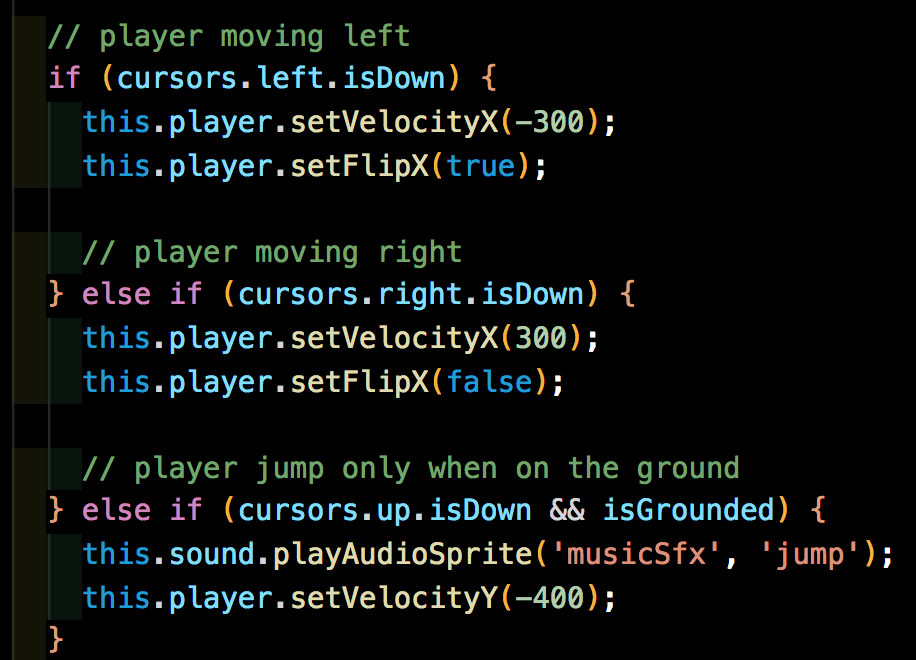 // player moving left
if (cursors.left.isDown) {
  this.player.setVelocityX(-300);
  this.player.setFlipX(true);

  // player moving right
} else if (cursors.right.isDown) {
  this.player.setVelocityX(300);
  this.player.setFlipX(false);

  // player jump only when on the ground
} else if (cursors.up.isDown && isGrounded) {
  this.sound.playAudioSprite('musicSfx', 'jump');
  this.player.setVelocityY(-400);
}